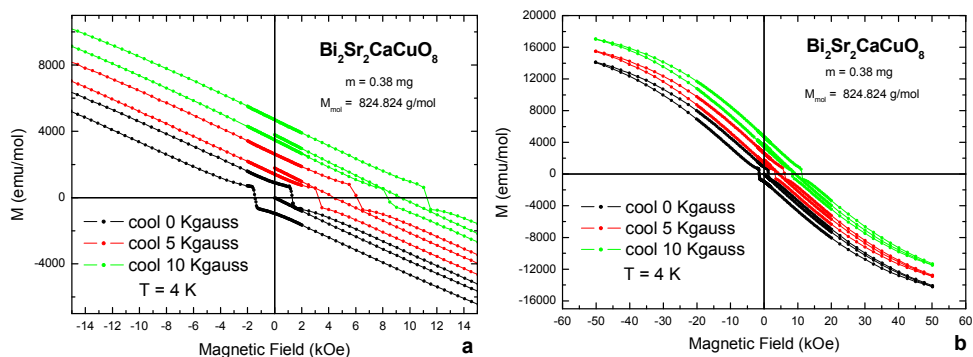 8000
4000
0
-4000
M (emu/mol)
-14 -12 -10 -8 -6 -4 -2 0 2 4 6 8 10 12 14
Magnetic Field (kOe)
Bi2Sr2CaCuO8
m = 0.38 mg
Mmol = 824.824 g/mol
cool 0 Kgauss
cool 5 Kgauss
cool 10 Kgauss
T = 4 K
a
20000
16000
12000
8000
4000
0
-4000
-8000
-12000
-16000
M (emu/mol)
-60 -50 -40 -30 -20 -10 0 10 20 30 40 50 60
Magnetic Field (kOe)
Bi2Sr2CaCuO8
m = 0.38 mg
Mmol = 824.824 g/mol
cool 0 Kgauss
cool 5 Kgauss
cool 10 Kgauss
T = 4 K
b